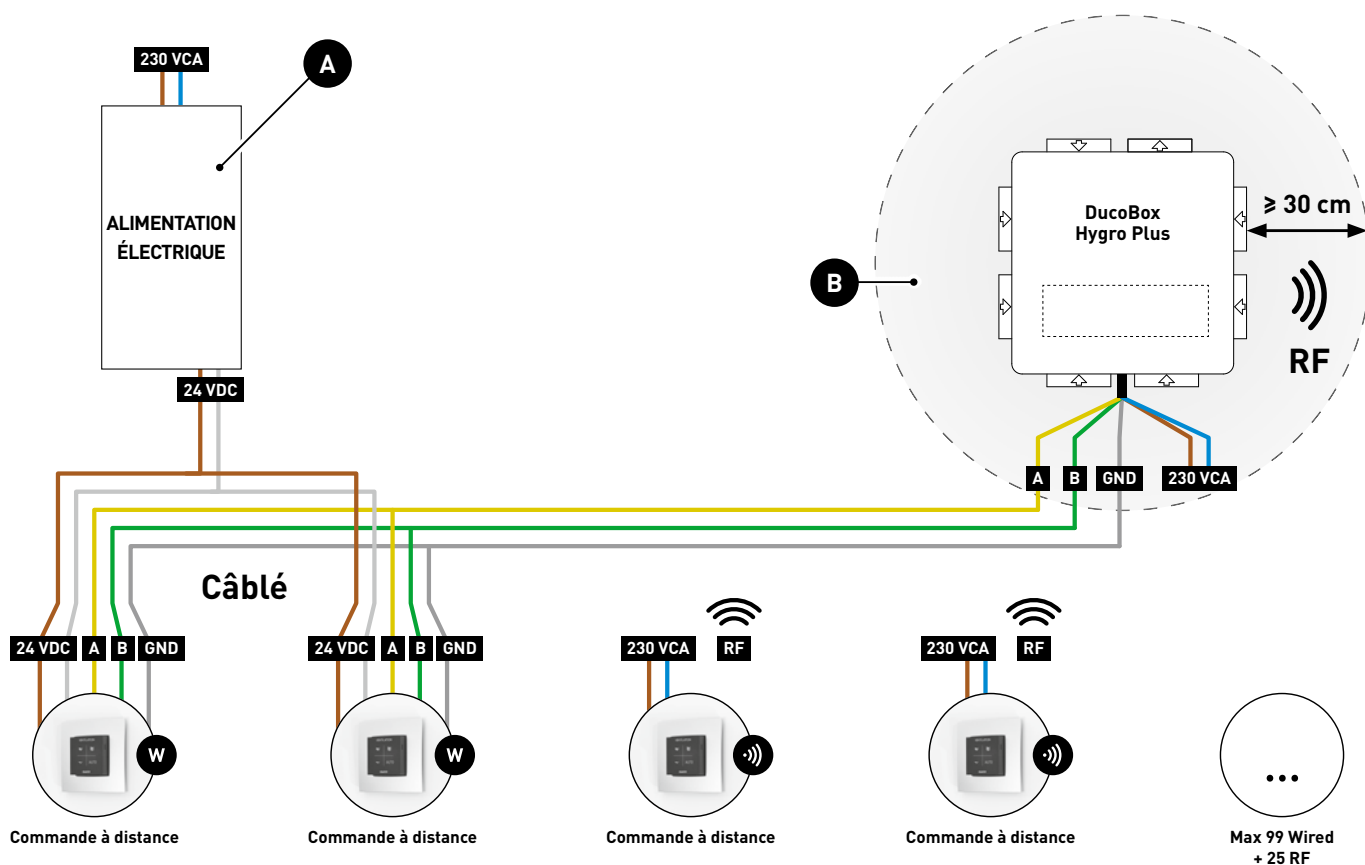 230 VCA
A
ALIMENTATION
ÉLECTRIQUE
24 VDC
DucoBox
Hygro Plus
≥ 30 cm
B
RF
A
B
GND
230 VCA
Câblé
24 VDC
A
B
GND
24 VDC
A
B
GND
230 VCA
RF
230 VCA
RF
W
W
...
Commande à distance
Commande à distance
Commande à distance
Commande à distance
Max 99 Wired
+ 25 RF